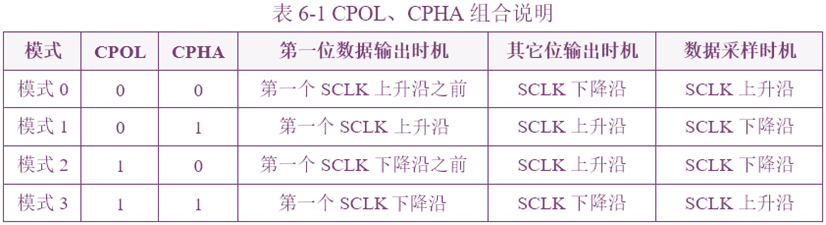 表 6-1 CPOL、CPHA 组合说明
模式 CPOL CPHA 第一位数据输出时机 其它位输出时机 数据采样时机
模式 0 0 0 第一个 SCLK 上升沿之前 SCLK 下降沿 SCLK 上升沿
模式 1 0 1 第一个 SCLK 上升沿 SCLK 上升沿 SCLK 下降沿
模式 2 1 0 第一个 SCLK 下降沿之前 SCLK 上升沿 SCLK 下降沿
模式 3 1 1 第一个 SCLK 下降沿 SCLK 下降沿 SCLK 上升沿